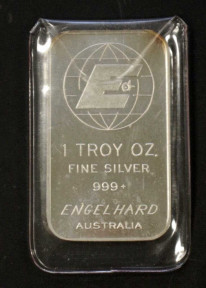 E
1 TROY OZ.
FINE SILVER
999+
ENGELHARD
AUSTRALIA